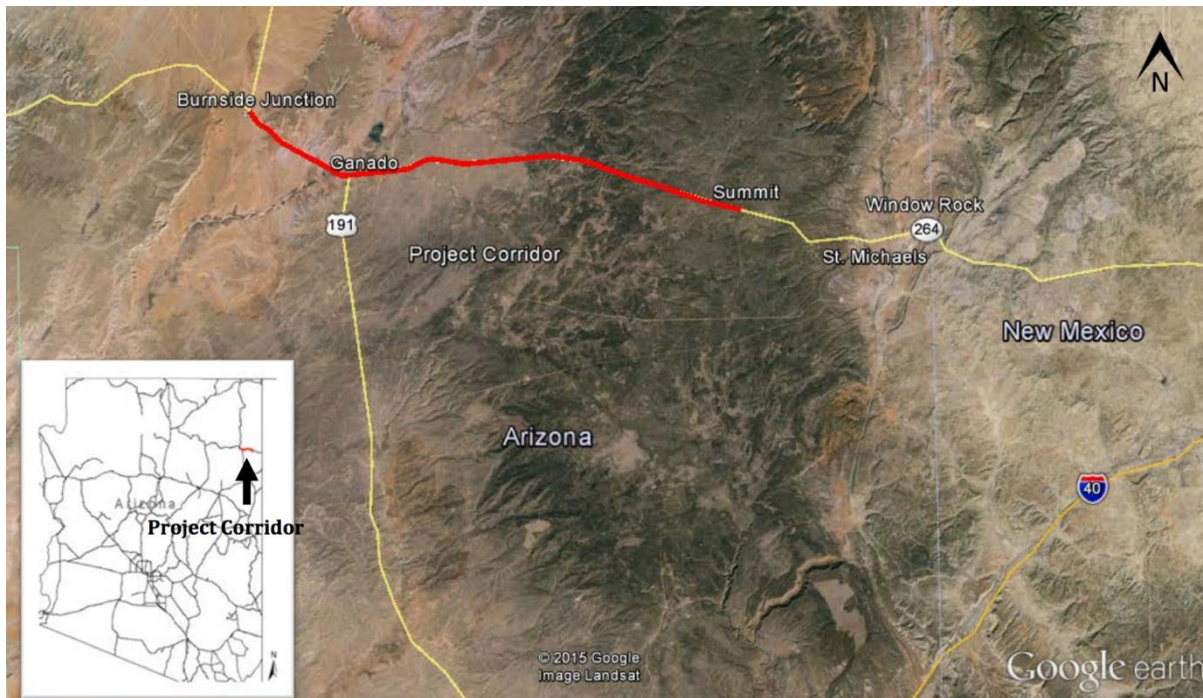 N
Burnside Junction
Ganado
Summit
Window Rock
191
264
Project Corridor
St. Michaels
New Mexico
Arizona
40
Arizona
Project Corridor
N
© 2015 Google
Image Landsat
Google earth